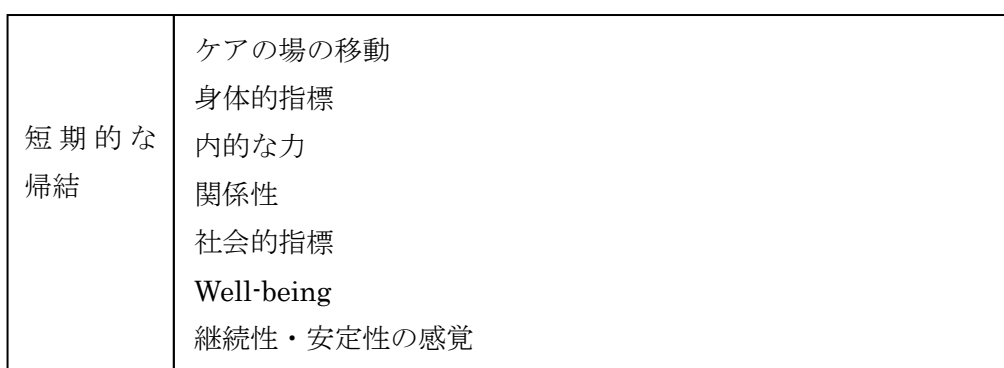 短期的な
帰結
ケアの場の移動
身体的指標
内的な力
関係性
社会的指標
Well-being
継続性・安定性の感覚